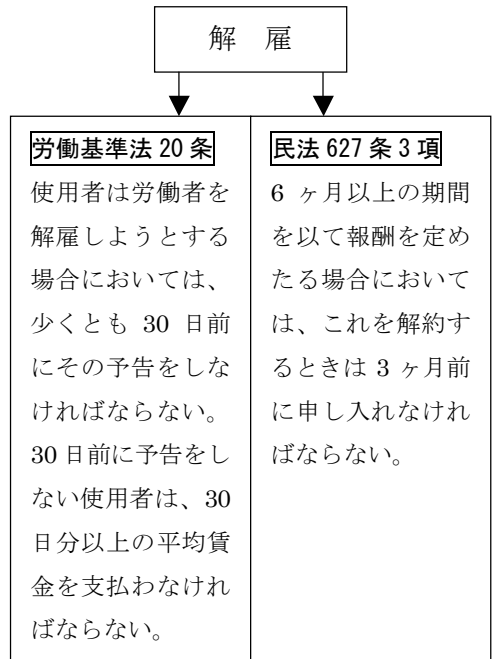 解　雇
労働基準法 20 条
使用者は労働者を
解雇しようとする
場合においては、
少くとも 30 日前
にその予告をしな
ければならない。
30 日前に予告をし
ない使用者は、30
日分以上の平均賃
金を支払わなけれ
ばならない。
民法 627 条 3 項
6 ヶ月以上の期間
を以て報酬を定め
たる場合において
は、これを解約す
るときは 3 ヶ月前
に申し入れなけれ
ばならない。